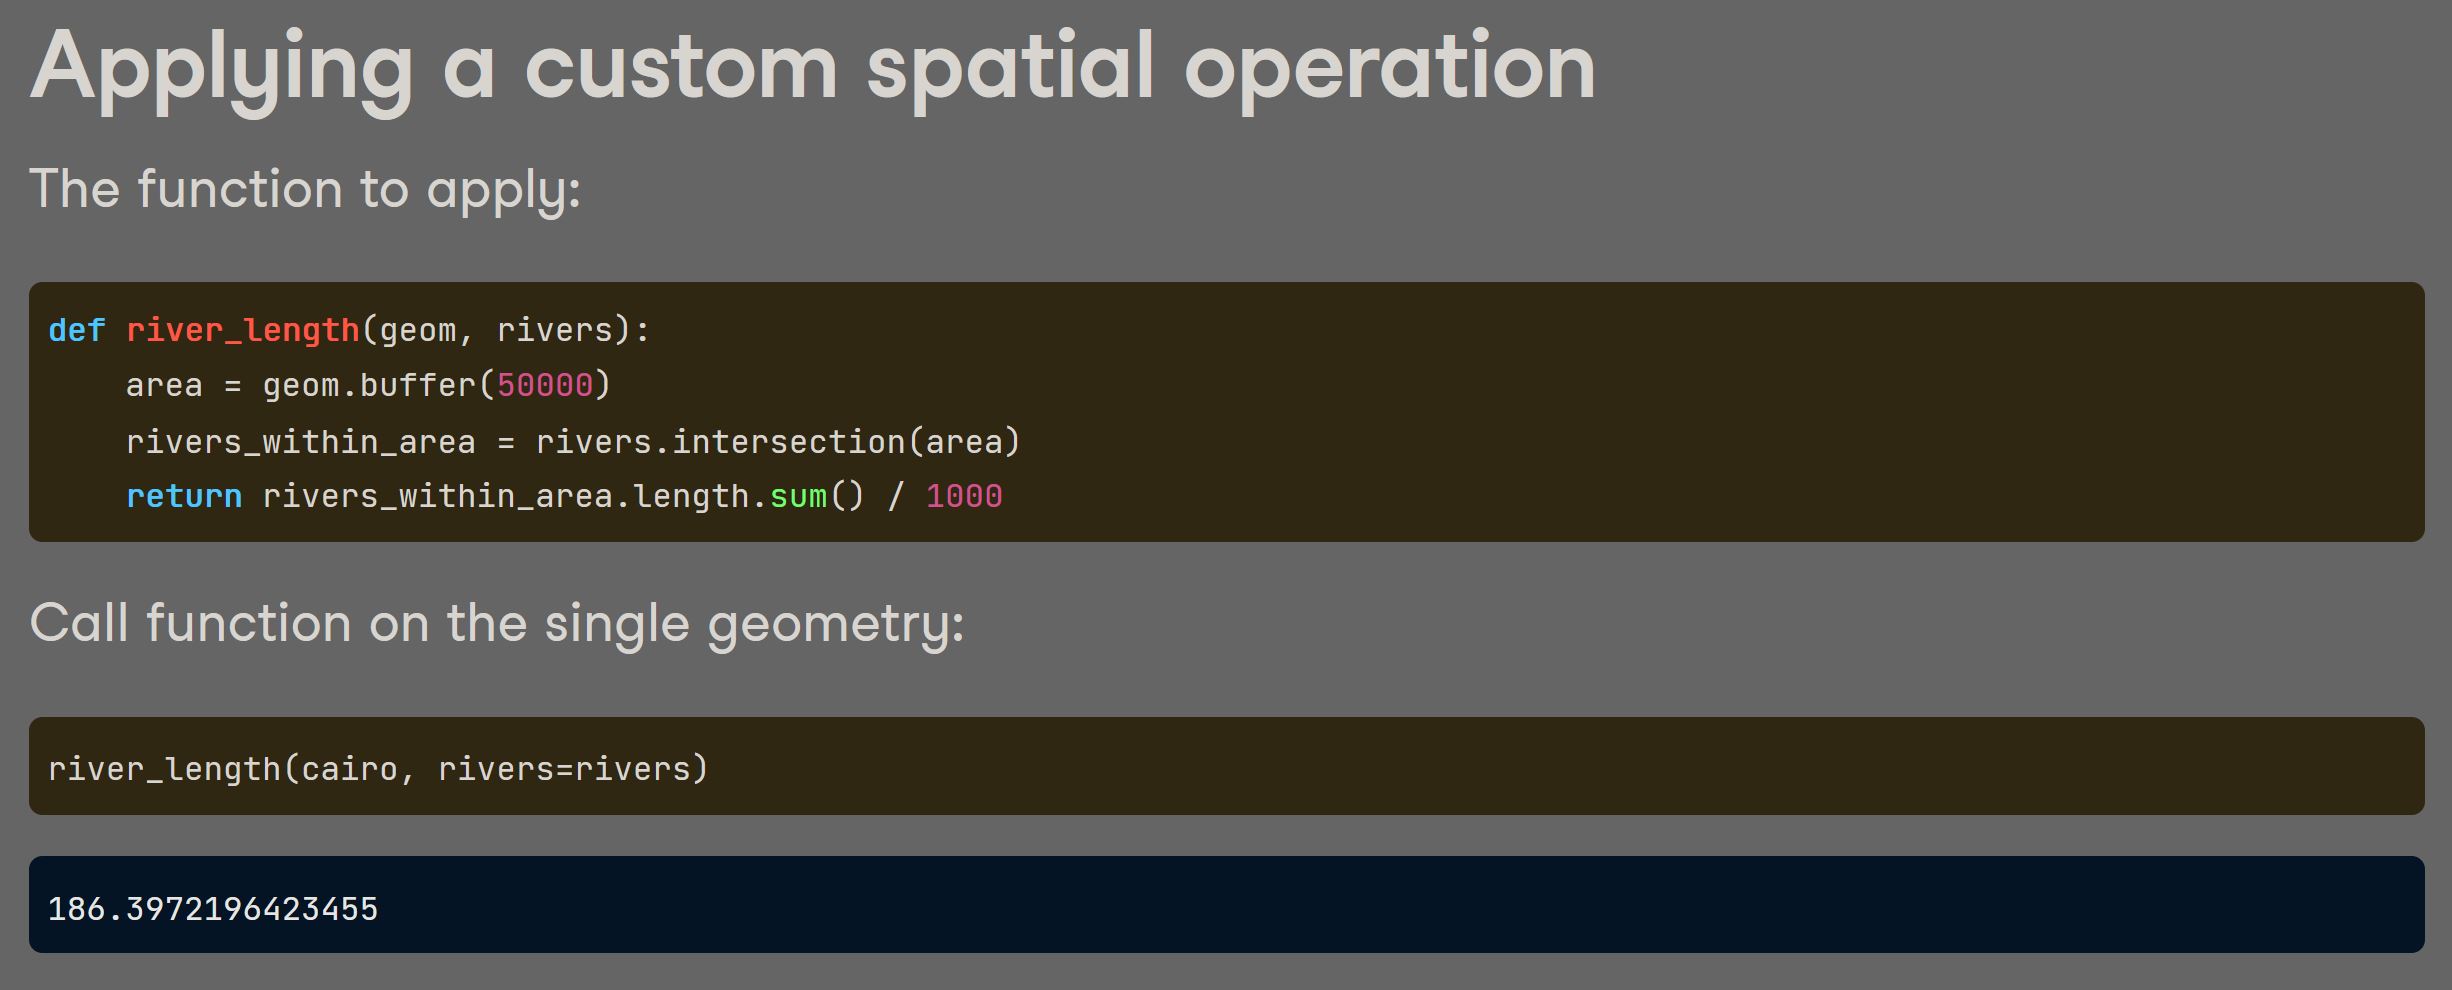 Applying a custom spatial operation
The function to apply:
def river_length(geom, rivers):
    area = geom.buffer(50000)
    rivers_within_area = rivers.intersection(area)
    return rivers_within_area.length.sum() / 1000
Call function on the single geometry:
river_length(cairo, rivers=rivers)
186.3972196423455